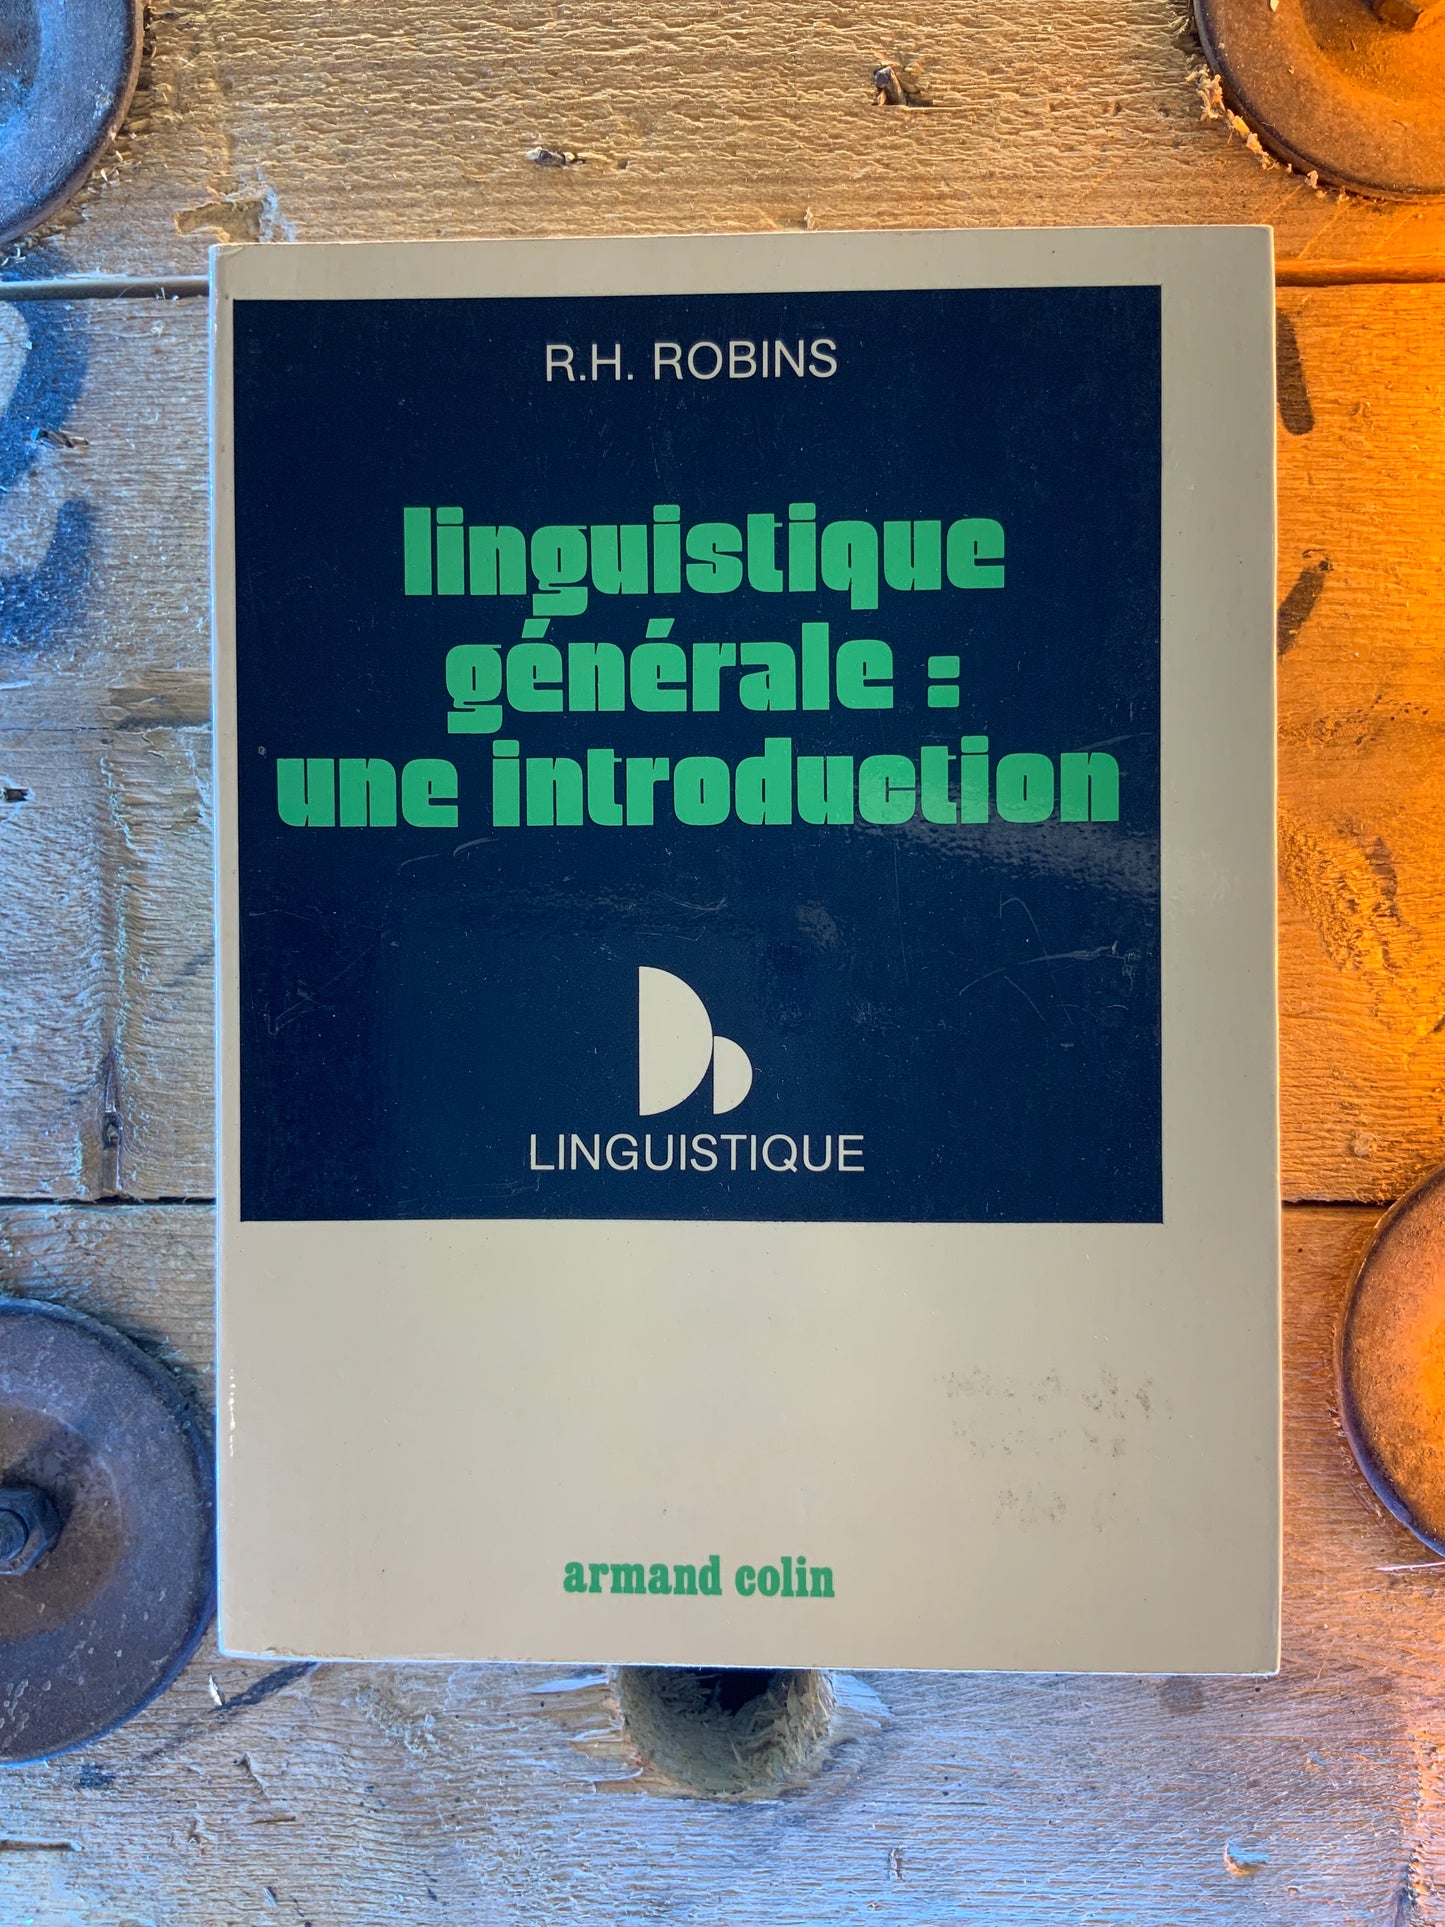 R.H. ROBINS
linguistique
générale :
une introduction
LINGUISTIQUE
armand colin